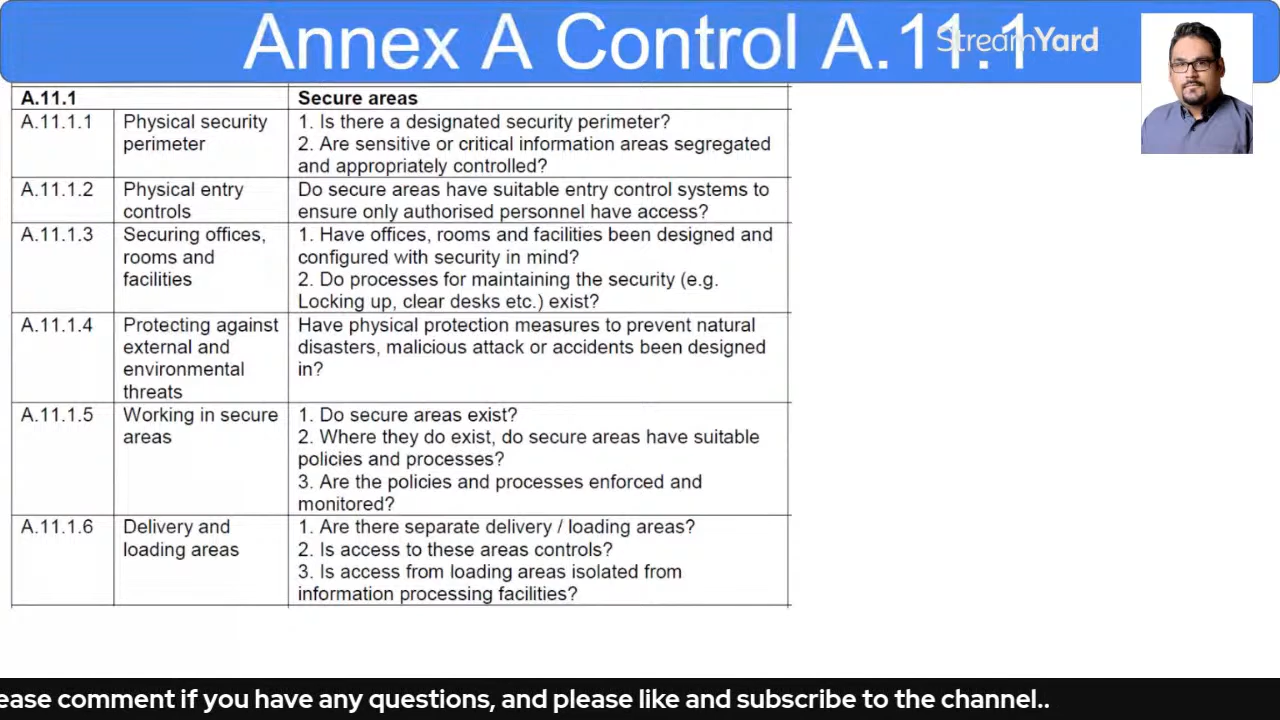 Annex A Control A.11.1
StreamYard
A.11.1 Secure areas
A.11.1.1 Physical security perimeter 1. Is there a designated security perimeter?
2. Are sensitive or critical information areas segregated
and appropriately controlled?
A.11.1.2 Physical entry controls Do secure areas have suitable entry control systems to
ensure only authorised personnel have access?
A.11.1.3 Securing offices, rooms and facilities 1. Have offices, rooms and facilities been designed and
configured with security in mind?
2. Do processes for maintaining the security (e.g.
Locking up, clear desks etc.) exist?
A.11.1.4 Protecting against external and environmental threats Have physical protection measures to prevent natural
disasters, malicious attack or accidents been designed
in?
A.11.1.5 Working in secure areas 1. Do secure areas exist?
2. Where they do exist, do secure areas have suitable
policies and processes?
3. Are the policies and processes enforced and
monitored?
A.11.1.6 Delivery and loading areas 1. Are there separate delivery / loading areas?
2. Is access to these areas controls?
3. Is access from loading areas isolated from
information processing facilities?
ease comment if you have any questions, and please like and subscribe to the channel..